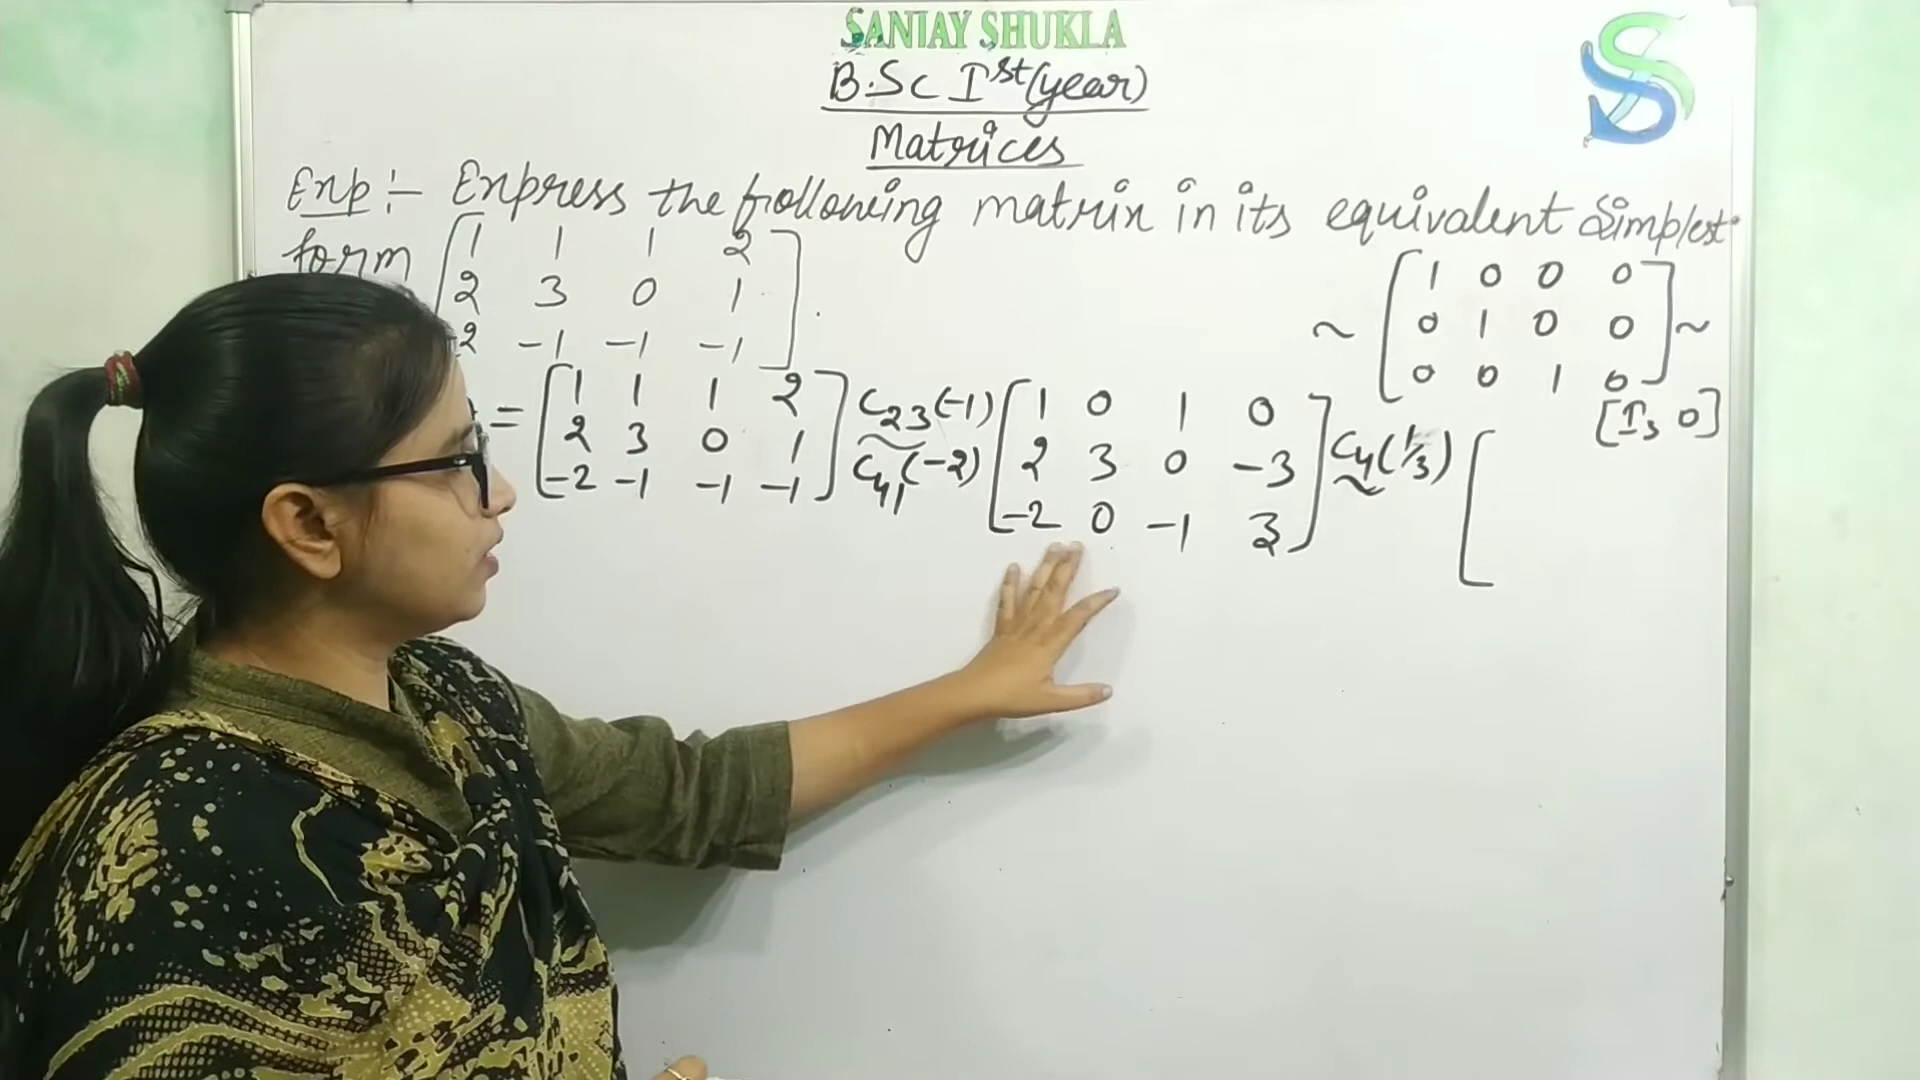 SANJAY SHUKLA
B.Sc Ist (year)
Matrices
Exp :- Express the following matrix in its equivalent Simplest
form [1 1 1 2
2 3 0 1
2 -1 -1 -1] .
~ [1 0 0 0
0 1 0 0
0 0 1 0] ~
[I3 0]
= [1 1 1 2
2 3 0 1
-2 -1 -1 -1]
C23(-1)
~
C41(-2)
[1 0 1 0
2 3 0 -3
-2 0 -1 3]
C4(1/3)
~
[